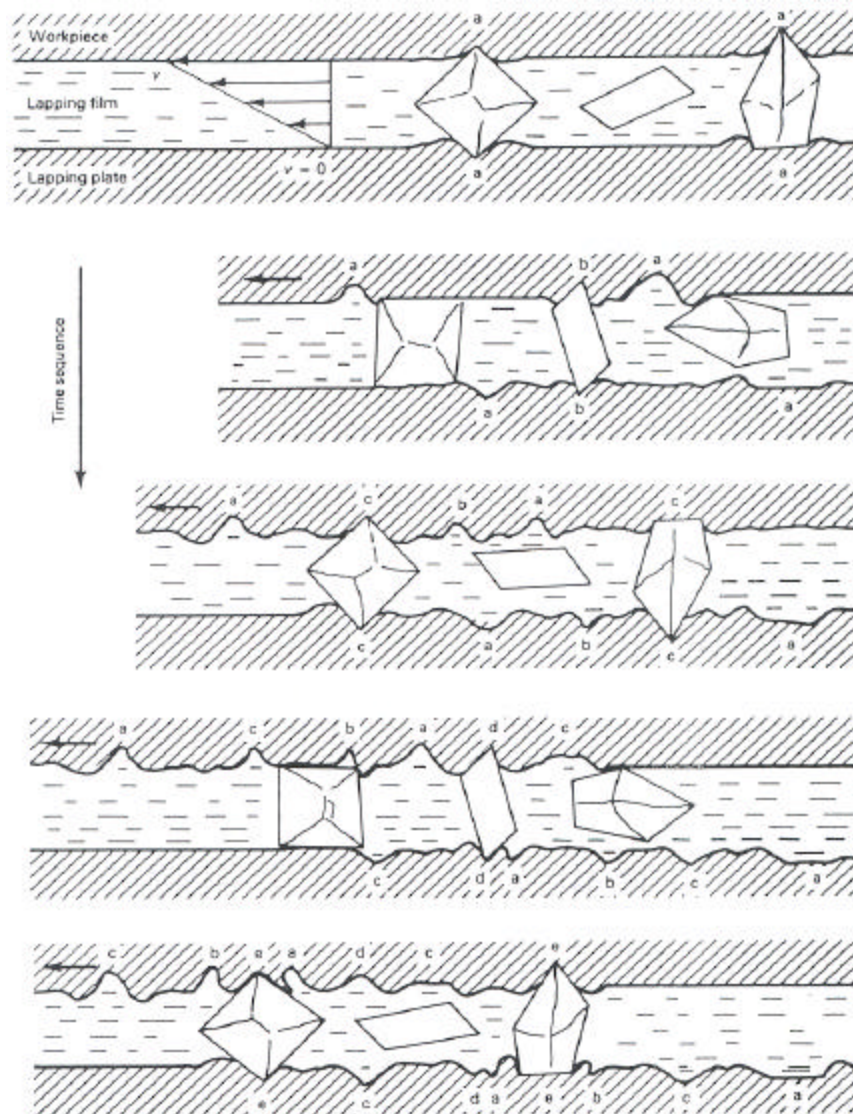 a a
Workpiece
v
Lapping film
v = 0
Lapping plate a a
a b a
Time sequence
a b a
a c b a c
c a b c a
a c b a d c
c d a b c a
c b e a d c e
e c d a e b c a